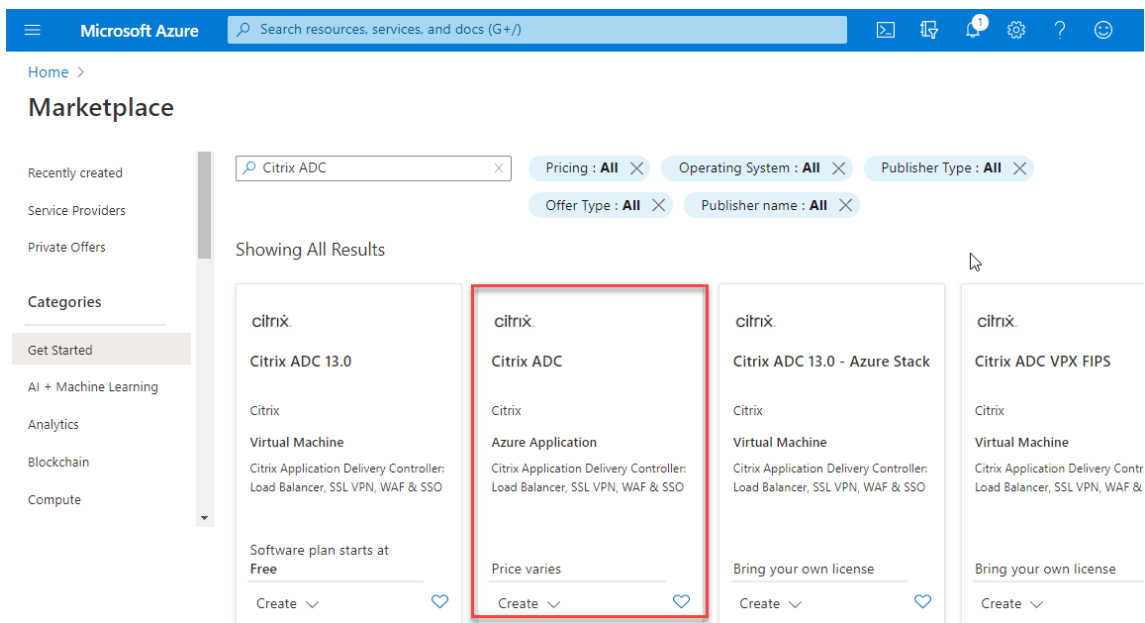 Microsoft Azure
Search resources, services, and docs (G+/)
1
Home >
Marketplace
Recently created
Service Providers
Private Offers
Categories
Get Started
AI + Machine Learning
Analytics
Blockchain
Compute
Citrix ADC
Pricing : All
Operating System : All
Publisher Type : All
Offer Type : All
Publisher name : All
Showing All Results
citrix.
Citrix ADC 13.0
Citrix
Virtual Machine
Citrix Application Delivery Controller:
Load Balancer, SSL VPN, WAF & SSO
Software plan starts at
Free
Create
citrix.
Citrix ADC
Citrix
Azure Application
Citrix Application Delivery Controller:
Load Balancer, SSL VPN, WAF & SSO
Price varies
Create
citrix.
Citrix ADC 13.0 - Azure Stack
Citrix
Virtual Machine
Citrix Application Delivery Controller:
Load Balancer, SSL VPN, WAF & SSO
Bring your own license
Create
citrix.
Citrix ADC VPX FIPS
Citrix
Virtual Machine
Citrix Application Delivery Contr
Load Balancer, SSL VPN, WAF &
Bring your own license
Create